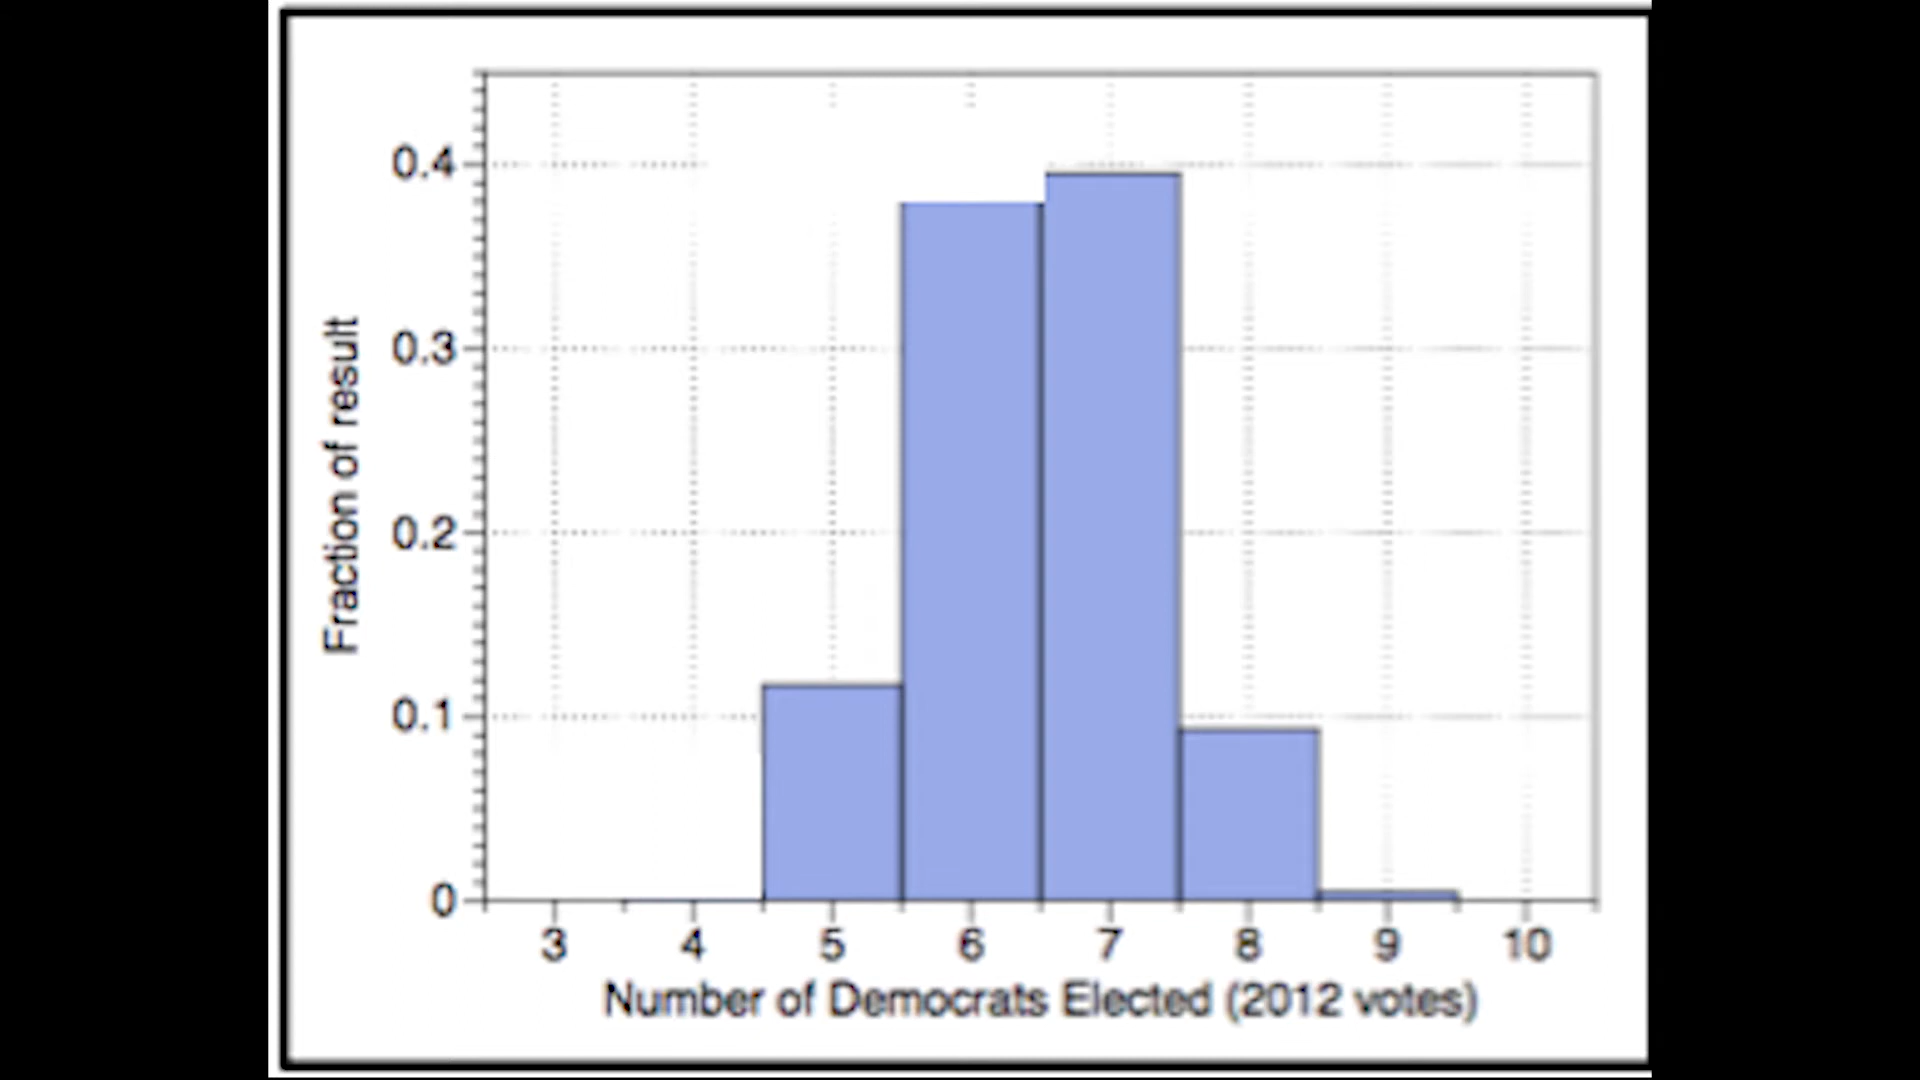 0.4
0.3
0.2
0.1
0
3 4 5 6 7 8 9 10
Number of Democrats Elected (2012 votes)
Fraction of result